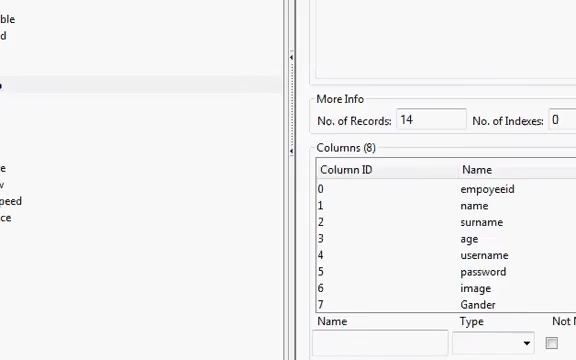 ble
d
e
v
peed
ce
More Info
No. of Records: 14 No. of Indexes: 0
Columns (8)
Column ID Name
0 empoyeeid
1 name
2 surname
3 age
4 username
5 password
6 image
7 Gander
Name Type Not